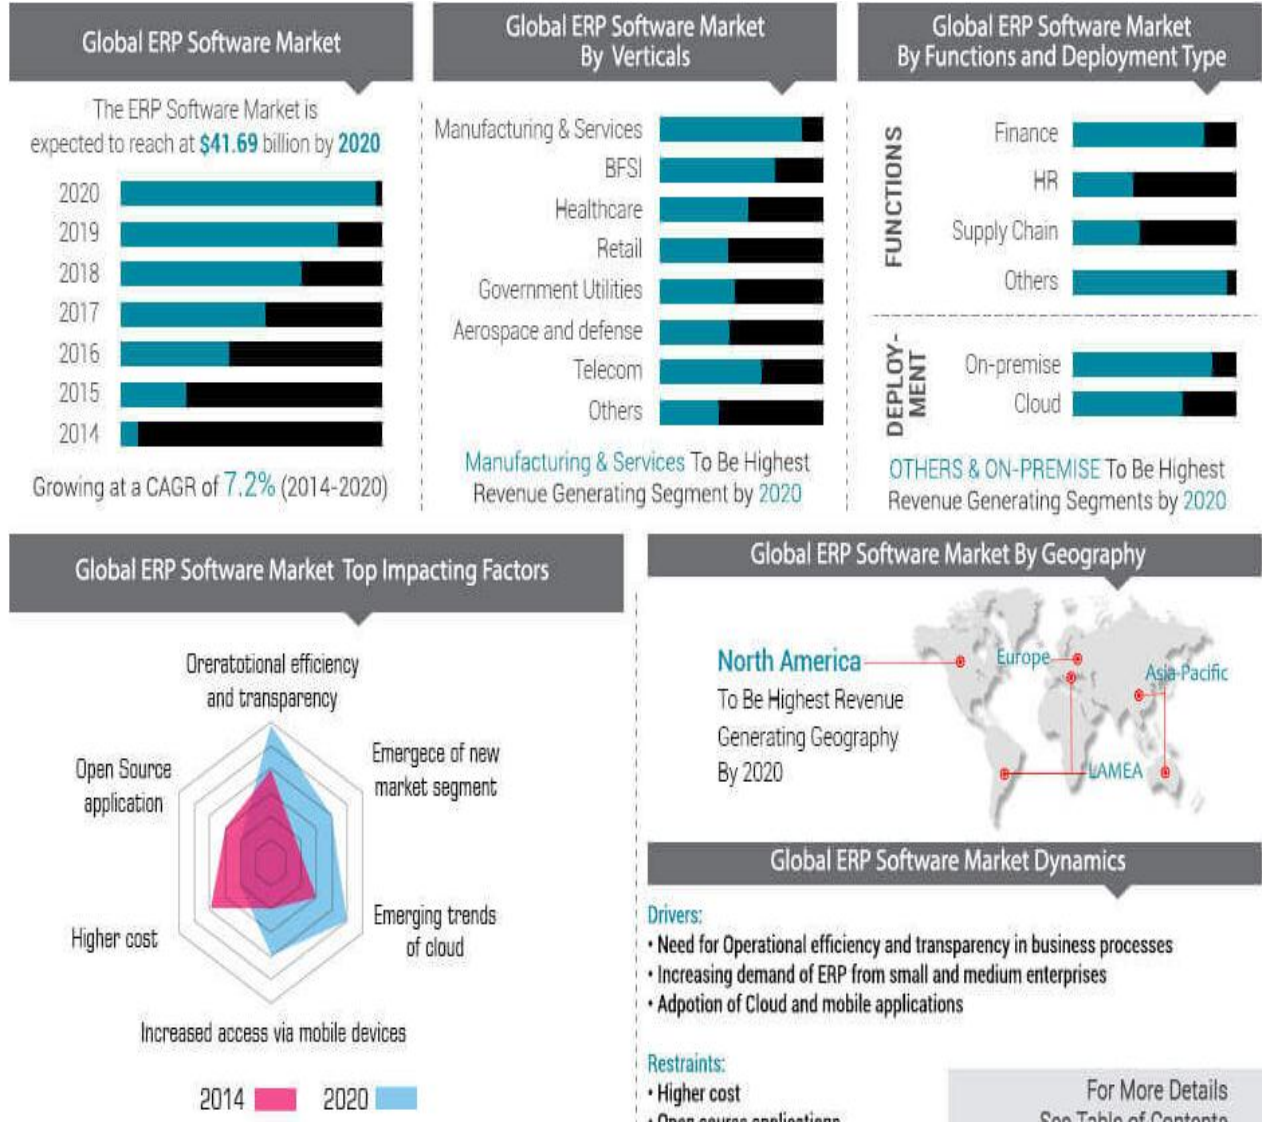 Global ERP Software Market
The ERP Software Market is
expected to reach at $41.69 billion by 2020
2020
2019
2018
2017
2016
2015
2014
Growing at a CAGR of 7.2% (2014-2020)
Global ERP Software Market
By Verticals
Manufacturing & Services
BFSI
Healthcare
Retail
Government Utilities
Aerospace and defense
Telecom
Others
Manufacturing & Services To Be Highest
Revenue Generating Segment by 2020
Global ERP Software Market
By Functions and Deployment Type
FUNCTIONS
Finance
HR
Supply Chain
Others
DEPLOY-
MENT
On-premise
Cloud
OTHERS & ON-PREMISE To Be Highest
Revenue Generating Segments by 2020
Global ERP Software Market Top Impacting Factors
Oreratotional efficiency
and transparency
Emergece of new
market segment
Open Source
application
Higher cost
Emerging trends
of cloud
Increased access via mobile devices
2014
2020
Global ERP Software Market By Geography
North America
To Be Highest Revenue
Generating Geography
By 2020
Europe
Asia-Pacific
LAMEA
Global ERP Software Market Dynamics
Drivers:
• Need for Operational efficiency and transparency in business processes
• Increasing demand of ERP from small and medium enterprises
• Adpotion of Cloud and mobile applications
Restraints:
• Higher cost
• Open source applications
For More Details
See Table of Contents